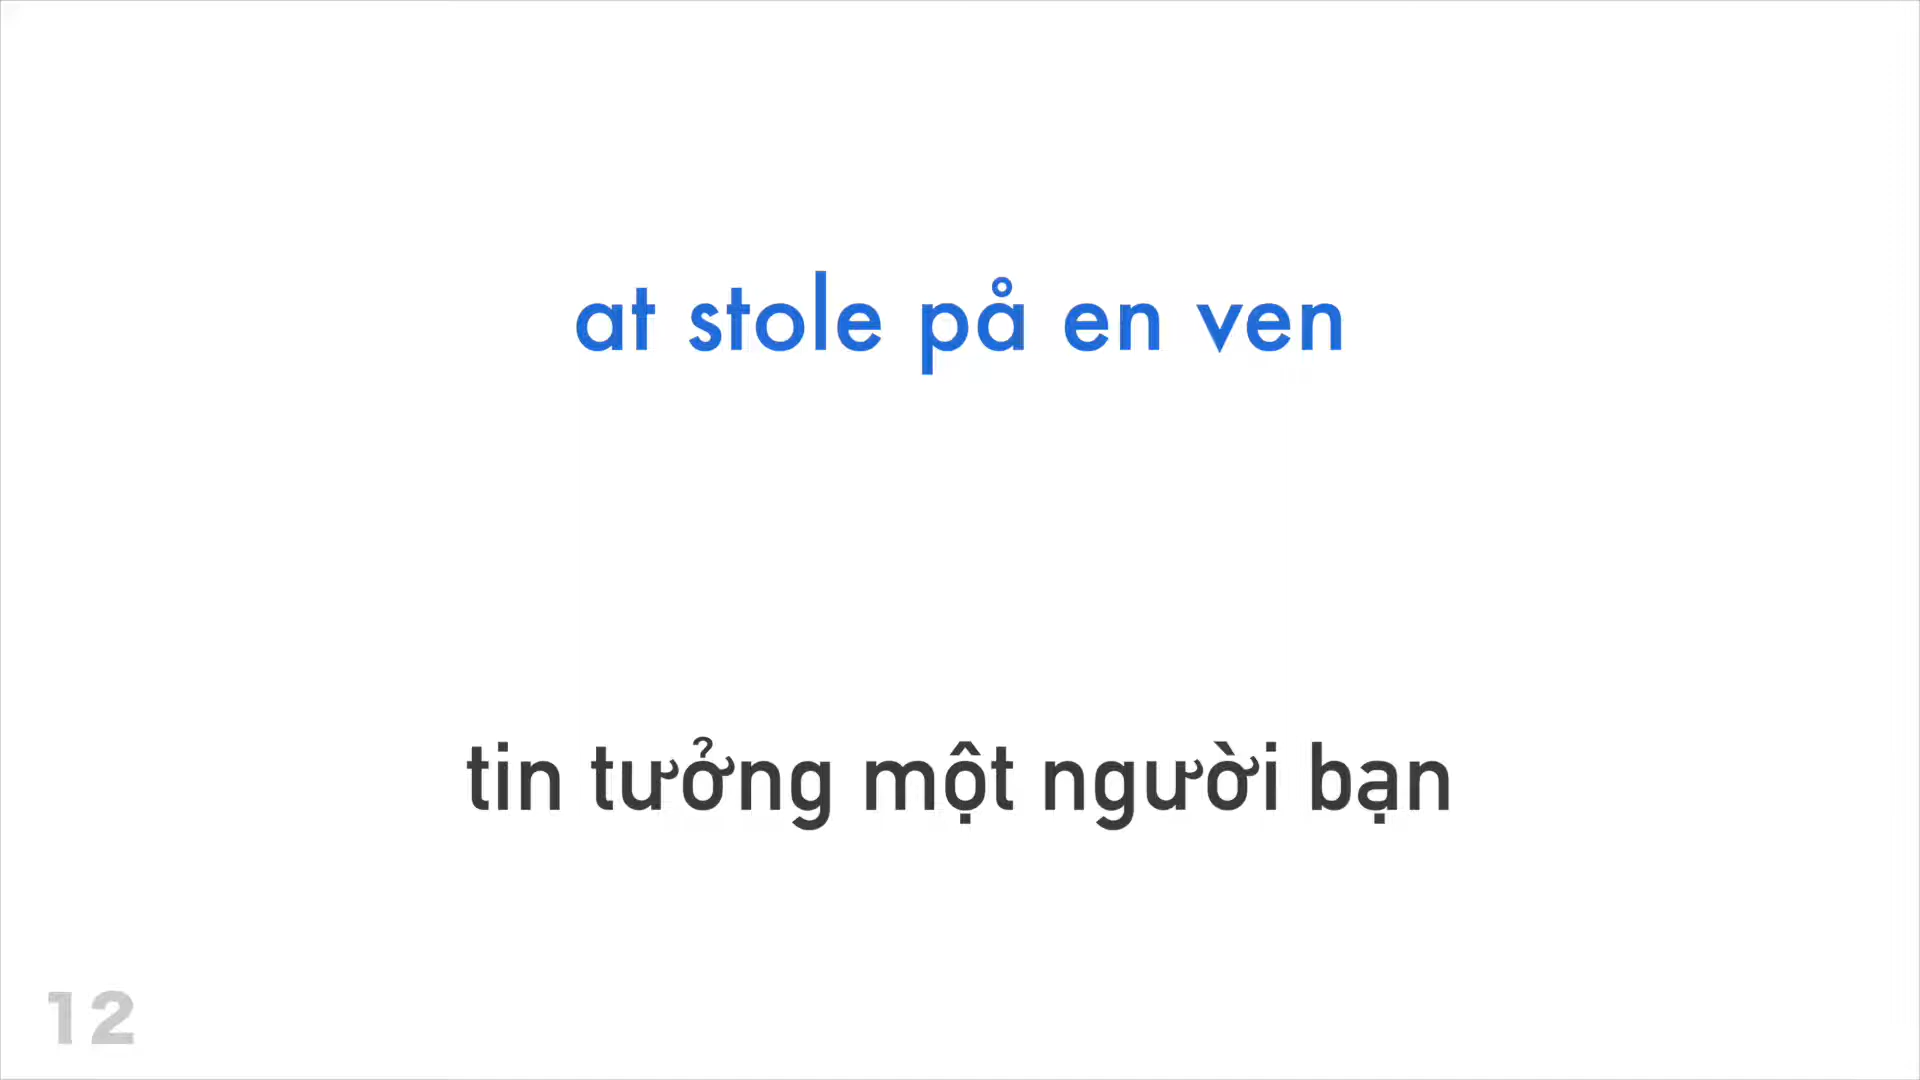 at stole på en ven
tin tưởng một người bạn
12